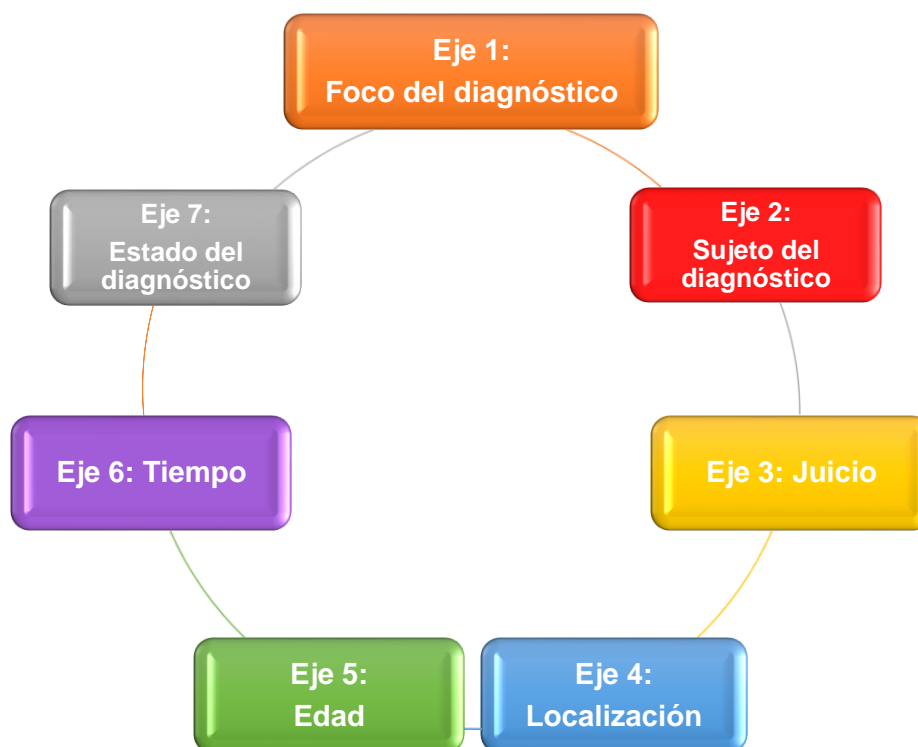 Eje 1:
Foco del diagnóstico
Eje 2:
Sujeto del
diagnóstico
Eje 3: Juicio
Eje 4:
Localización
Eje 5:
Edad
Eje 6: Tiempo
Eje 7:
Estado del
diagnóstico